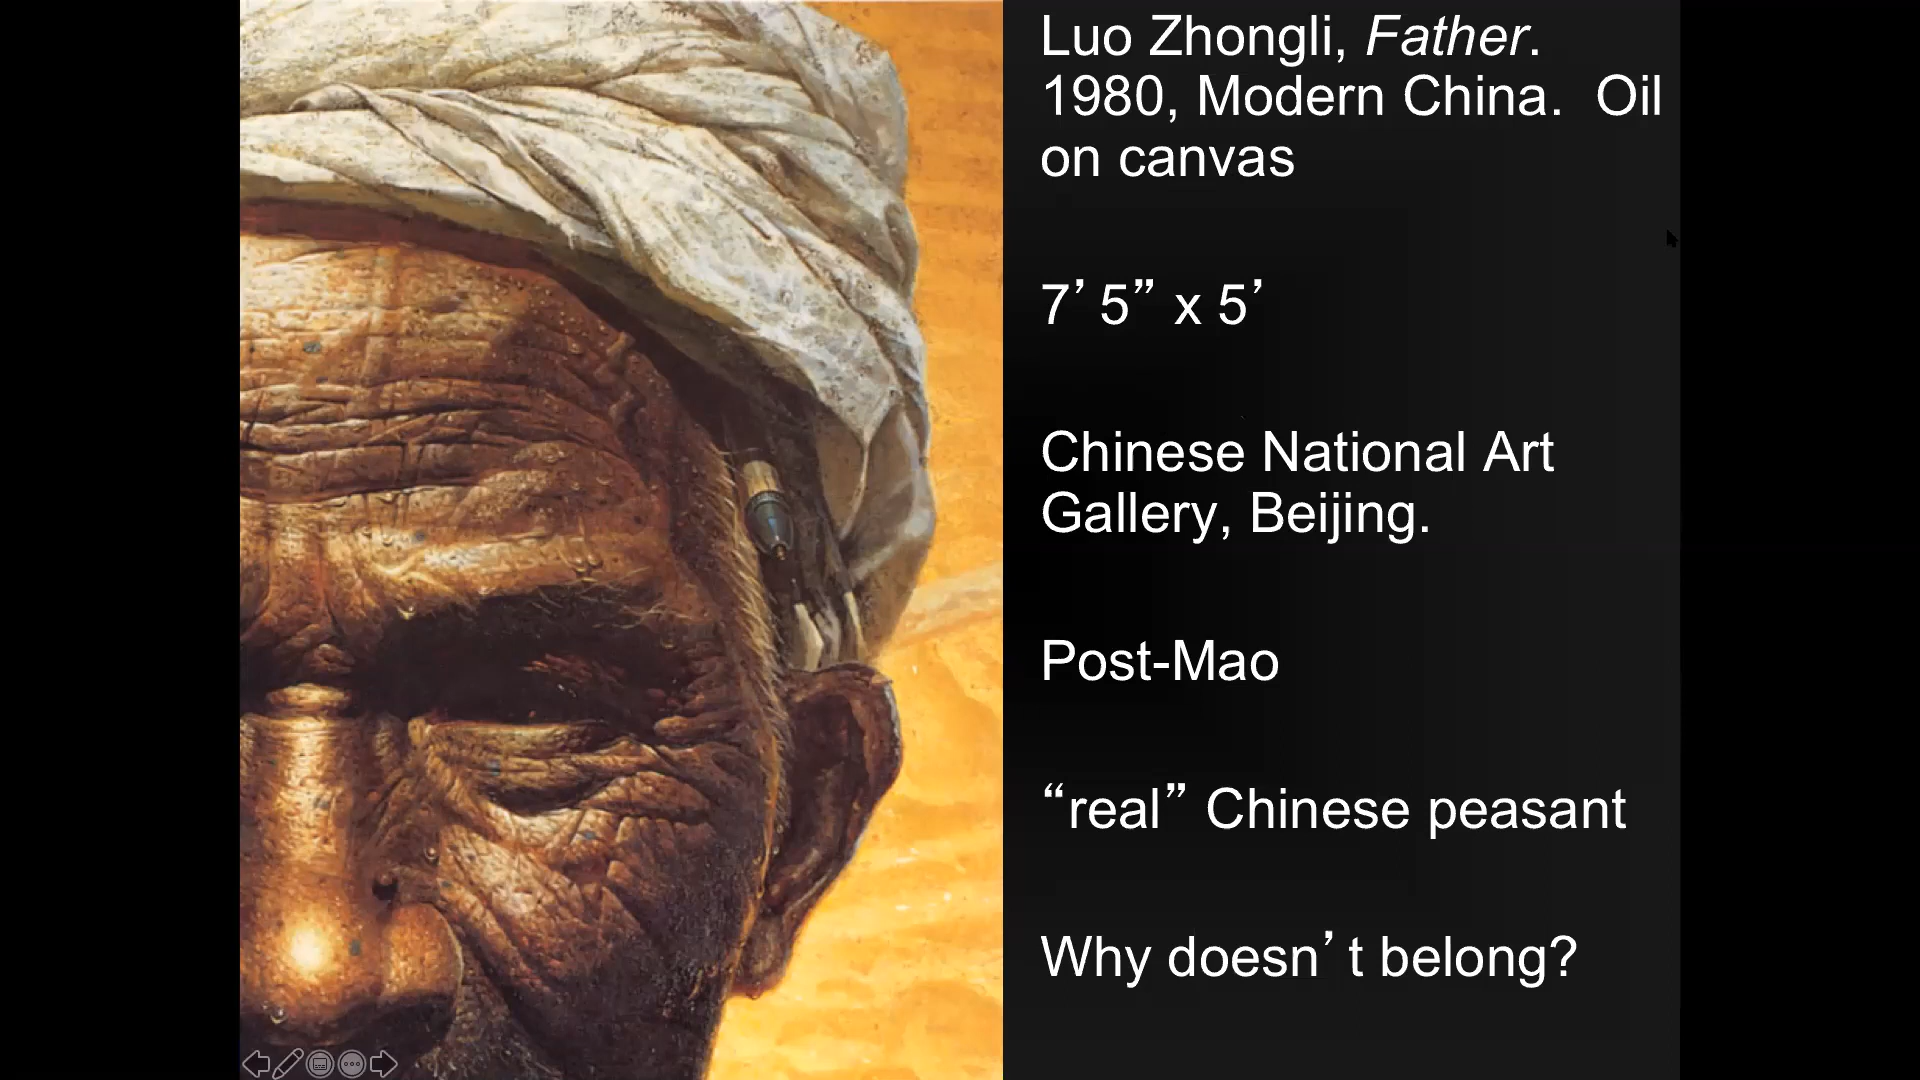 Luo Zhongli, Father.
1980, Modern China.  Oil
on canvas
7’ 5” x 5’
Chinese National Art
Gallery, Beijing.
Post-Mao
“real” Chinese peasant
Why doesn’t belong?